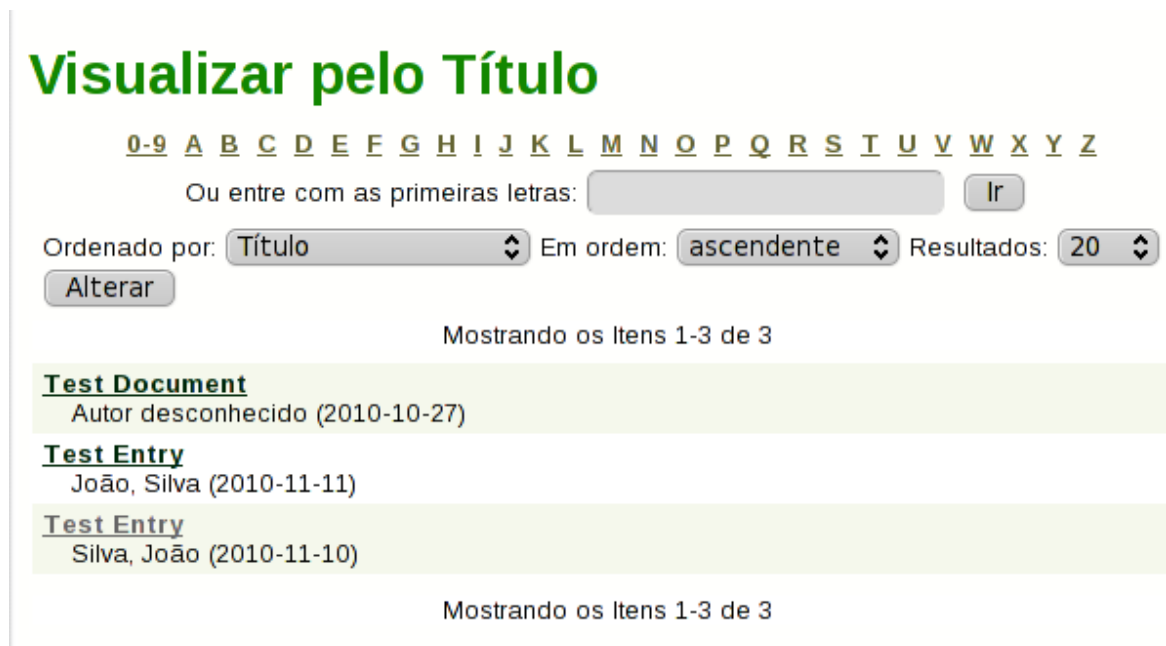 Visualizar pelo Título
0-9 A B C D E F G H I J K L M N O P Q R S T U V W X Y Z
Ou entre com as primeiras letras: Ir
Ordenado por: Título Em ordem: ascendente Resultados: 20
Alterar
Mostrando os Itens 1-3 de 3
Test Document
Autor desconhecido (2010-10-27)
Test Entry
João, Silva (2010-11-11)
Test Entry
Silva, João (2010-11-10)
Mostrando os Itens 1-3 de 3